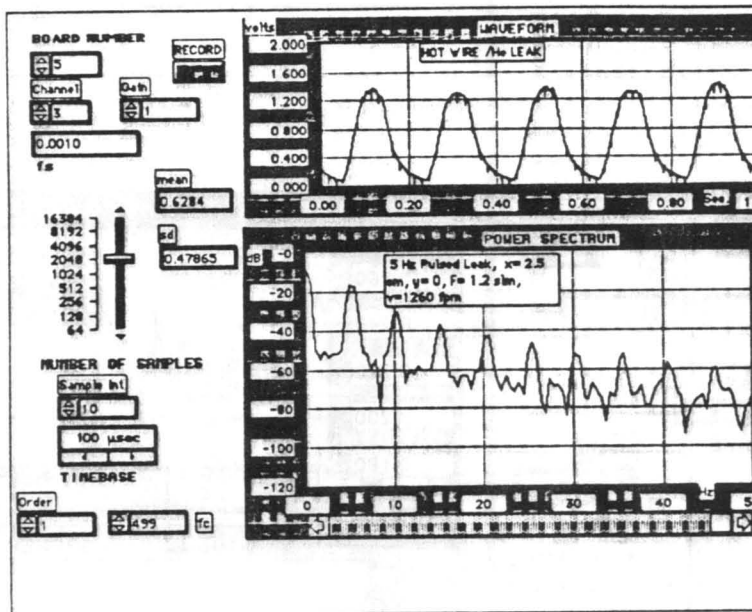 BOARD NUMBER
5
RECORD
Channel
Gain
3
1
0.0010
fs
mean
0.6284
sd
0.47865
16384
8192
4096
2048
1024
512
256
128
64
NUMBER OF SAMPLES
Sample Int
10
100 µsec
TIMEBASE
Order
1
499
fc
volts
WAVEFORM
HOT WIRE /He LEAK
2.000
1.600
1.200
0.800
0.400
0.000
0.00
0.20
0.40
0.60
0.80
Sec
POWER SPECTRUM
dB
5 Hz Pulsed Leak, x= 2.5
cm, y= 0, F= 1.2 slm,
v=1260 fpm
-0
-20
-40
-60
-80
-100
-120
0
10
20
30
40
Hz